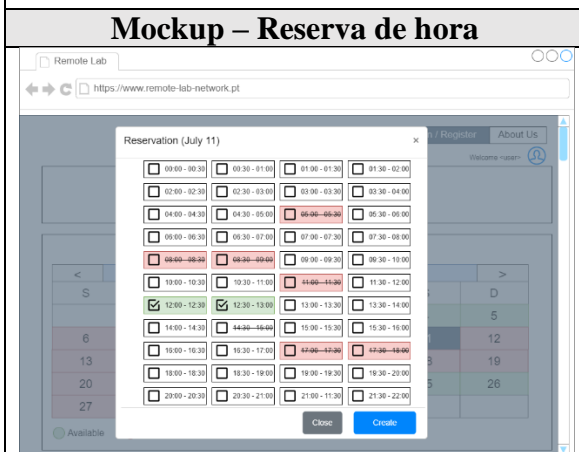 Mockup – Reserva de hora
Remote Lab
https://www.remote-lab-network.pt
n / Register About Us
Welcome <user>
Reservation (July 11) ×
00:00 - 00:30 00:30 - 01:00 01:00 - 01:30 01:30 - 02:00
02:00 - 02:30 02:30 - 03:00 03:00 - 03:30 03:30 - 04:00
04:00 - 04:30 04:30 - 05:00 05:00 - 05:30 05:30 - 06:00
06:00 - 06:30 06:30 - 07:00 07:00 - 07:30 07:30 - 08:00
08:00 - 08:30 08:30 - 09:00 09:00 - 09:30 09:30 - 10:00
< >
10:00 - 10:30 10:30 - 11:00 11:00 - 11:30 11:30 - 12:00
S D
12:00 - 12:30 12:30 - 13:00 13:00 - 13:30 13:30 - 14:00
5
14:00 - 14:30 14:30 - 15:00 15:00 - 15:30 15:30 - 16:00
6 12
16:00 - 16:30 16:30 - 17:00 17:00 - 17:30 17:30 - 18:00
13 19
18:00 - 18:30 18:30 - 19:00 19:00 - 19:30 19:30 - 20:00
20 26
20:00 - 20:30 20:30 - 21:00 21:00 - 11:30 21:30 - 22:00
27
Close Create
Available